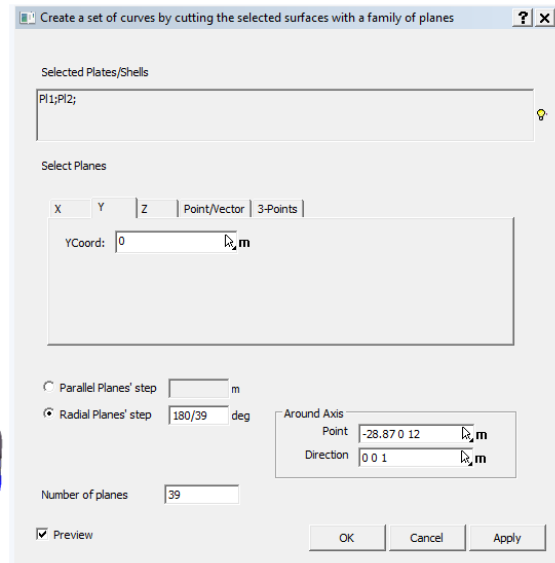 Create a set of curves by cutting the selected surfaces with a family of planes ? x
Selected Plates/Shells
Pl1;Pl2;
Select Planes
X Y Z Point/Vector 3-Points
YCoord: 0 m
Parallel Planes' step m
Radial Planes' step 180/39 deg
Around Axis
Point -28.87 0 12 m
Direction 0 0 1 m
Number of planes 39
Preview
OK Cancel Apply